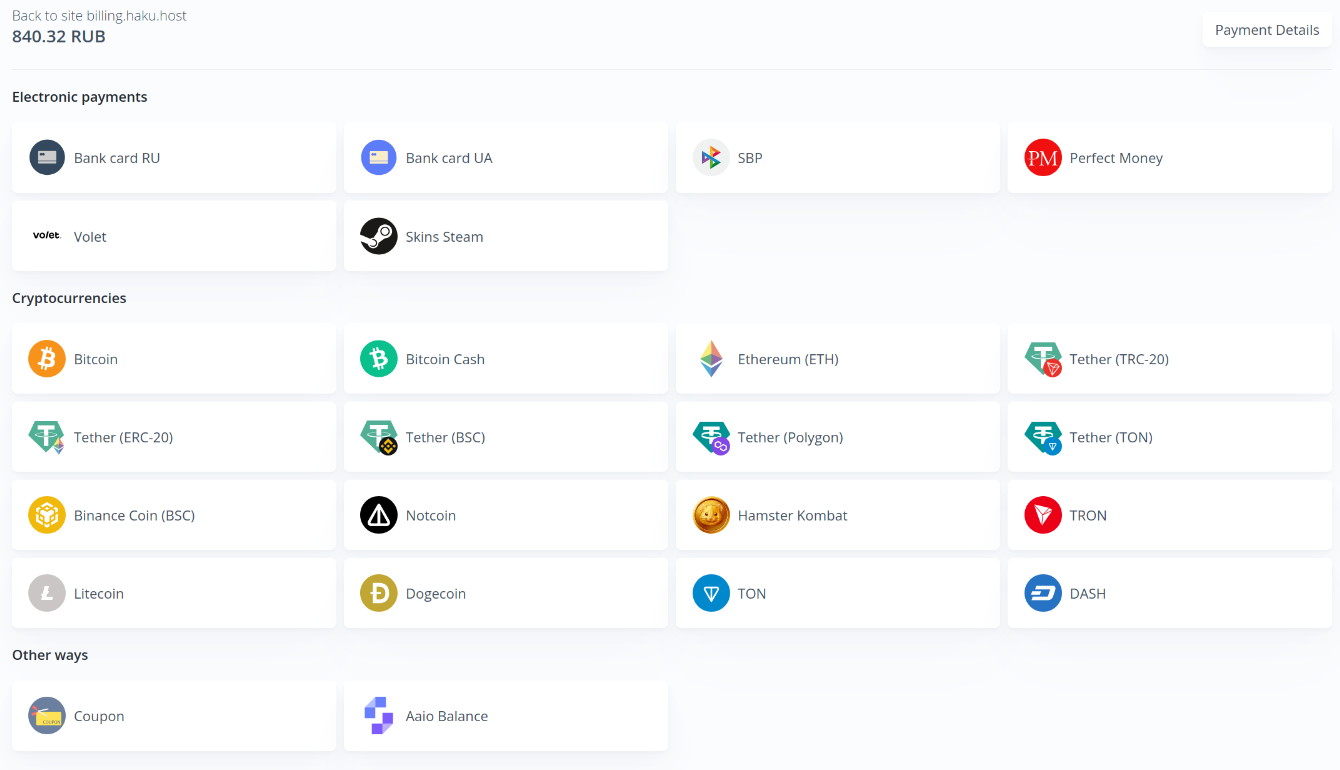 Back to site billing.haku.host
840.32 RUB
Payment Details
Electronic payments
Bank card RU
Bank card UA
SBP
PM
Perfect Money
volet.
Volet
Skins Steam
Cryptocurrencies
Bitcoin
Bitcoin Cash
Ethereum (ETH)
Tether (TRC-20)
Tether (ERC-20)
Tether (BSC)
Tether (Polygon)
Tether (TON)
Binance Coin (BSC)
Notcoin
Hamster Kombat
TRON
Litecoin
Dogecoin
TON
DASH
Other ways
COUPON
Coupon
Aaio Balance